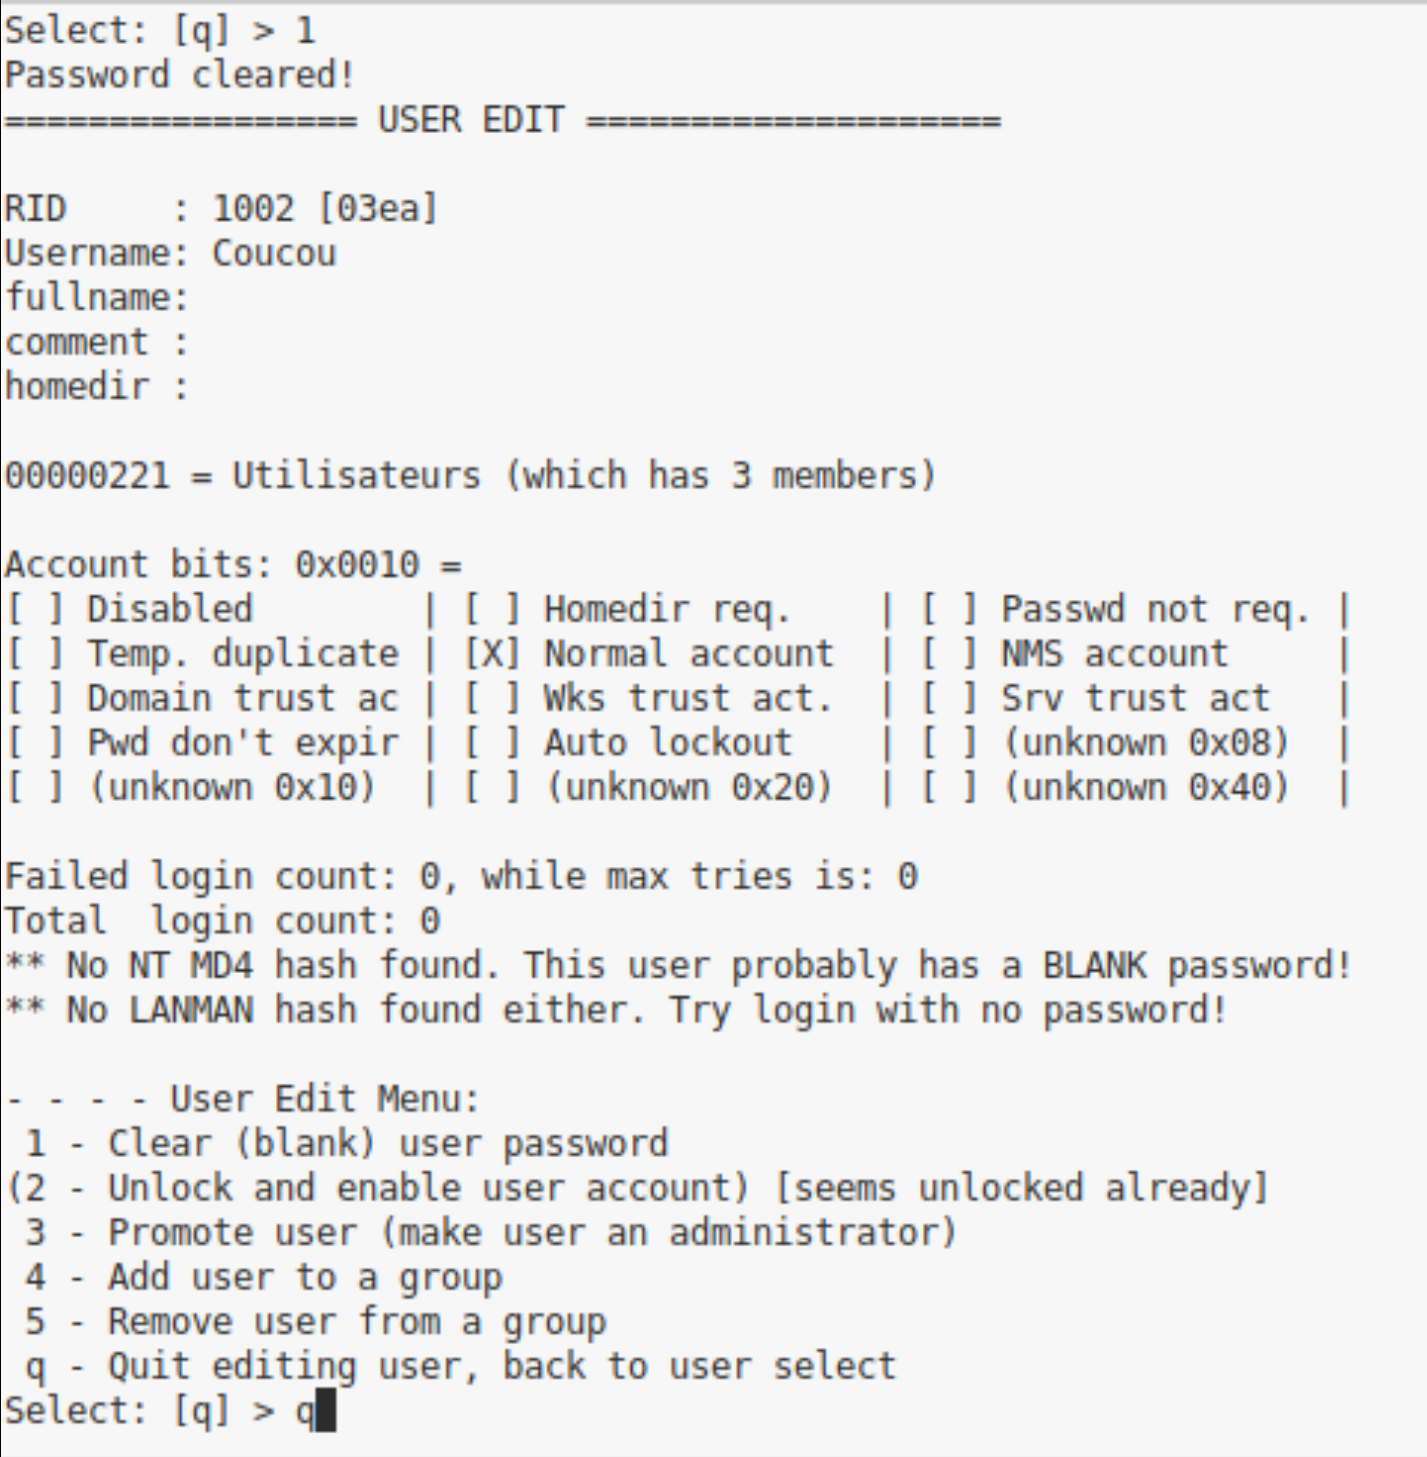 Select: [q] > 1
Password cleared!
================= USER EDIT ====================
RID     : 1002 [03ea]
Username: Coucou
fullname:
comment :
homedir :
00000221 = Utilisateurs (which has 3 members)
Account bits: 0x0010 =
[ ] Disabled        | [ ] Homedir req.    | [ ] Passwd not req. |
[ ] Temp. duplicate | [X] Normal account  | [ ] NMS account     |
[ ] Domain trust ac | [ ] Wks trust act.  | [ ] Srv trust act   |
[ ] Pwd don't expir | [ ] Auto lockout    | [ ] (unknown 0x08)  |
[ ] (unknown 0x10)  | [ ] (unknown 0x20)  | [ ] (unknown 0x40)  |
Failed login count: 0, while max tries is: 0
Total  login count: 0
** No NT MD4 hash found. This user probably has a BLANK password!
** No LANMAN hash found either. Try login with no password!
- - - - User Edit Menu:
 1 - Clear (blank) user password
(2 - Unlock and enable user account) [seems unlocked already]
 3 - Promote user (make user an administrator)
 4 - Add user to a group
 5 - Remove user from a group
 q - Quit editing user, back to user select
Select: [q] > q